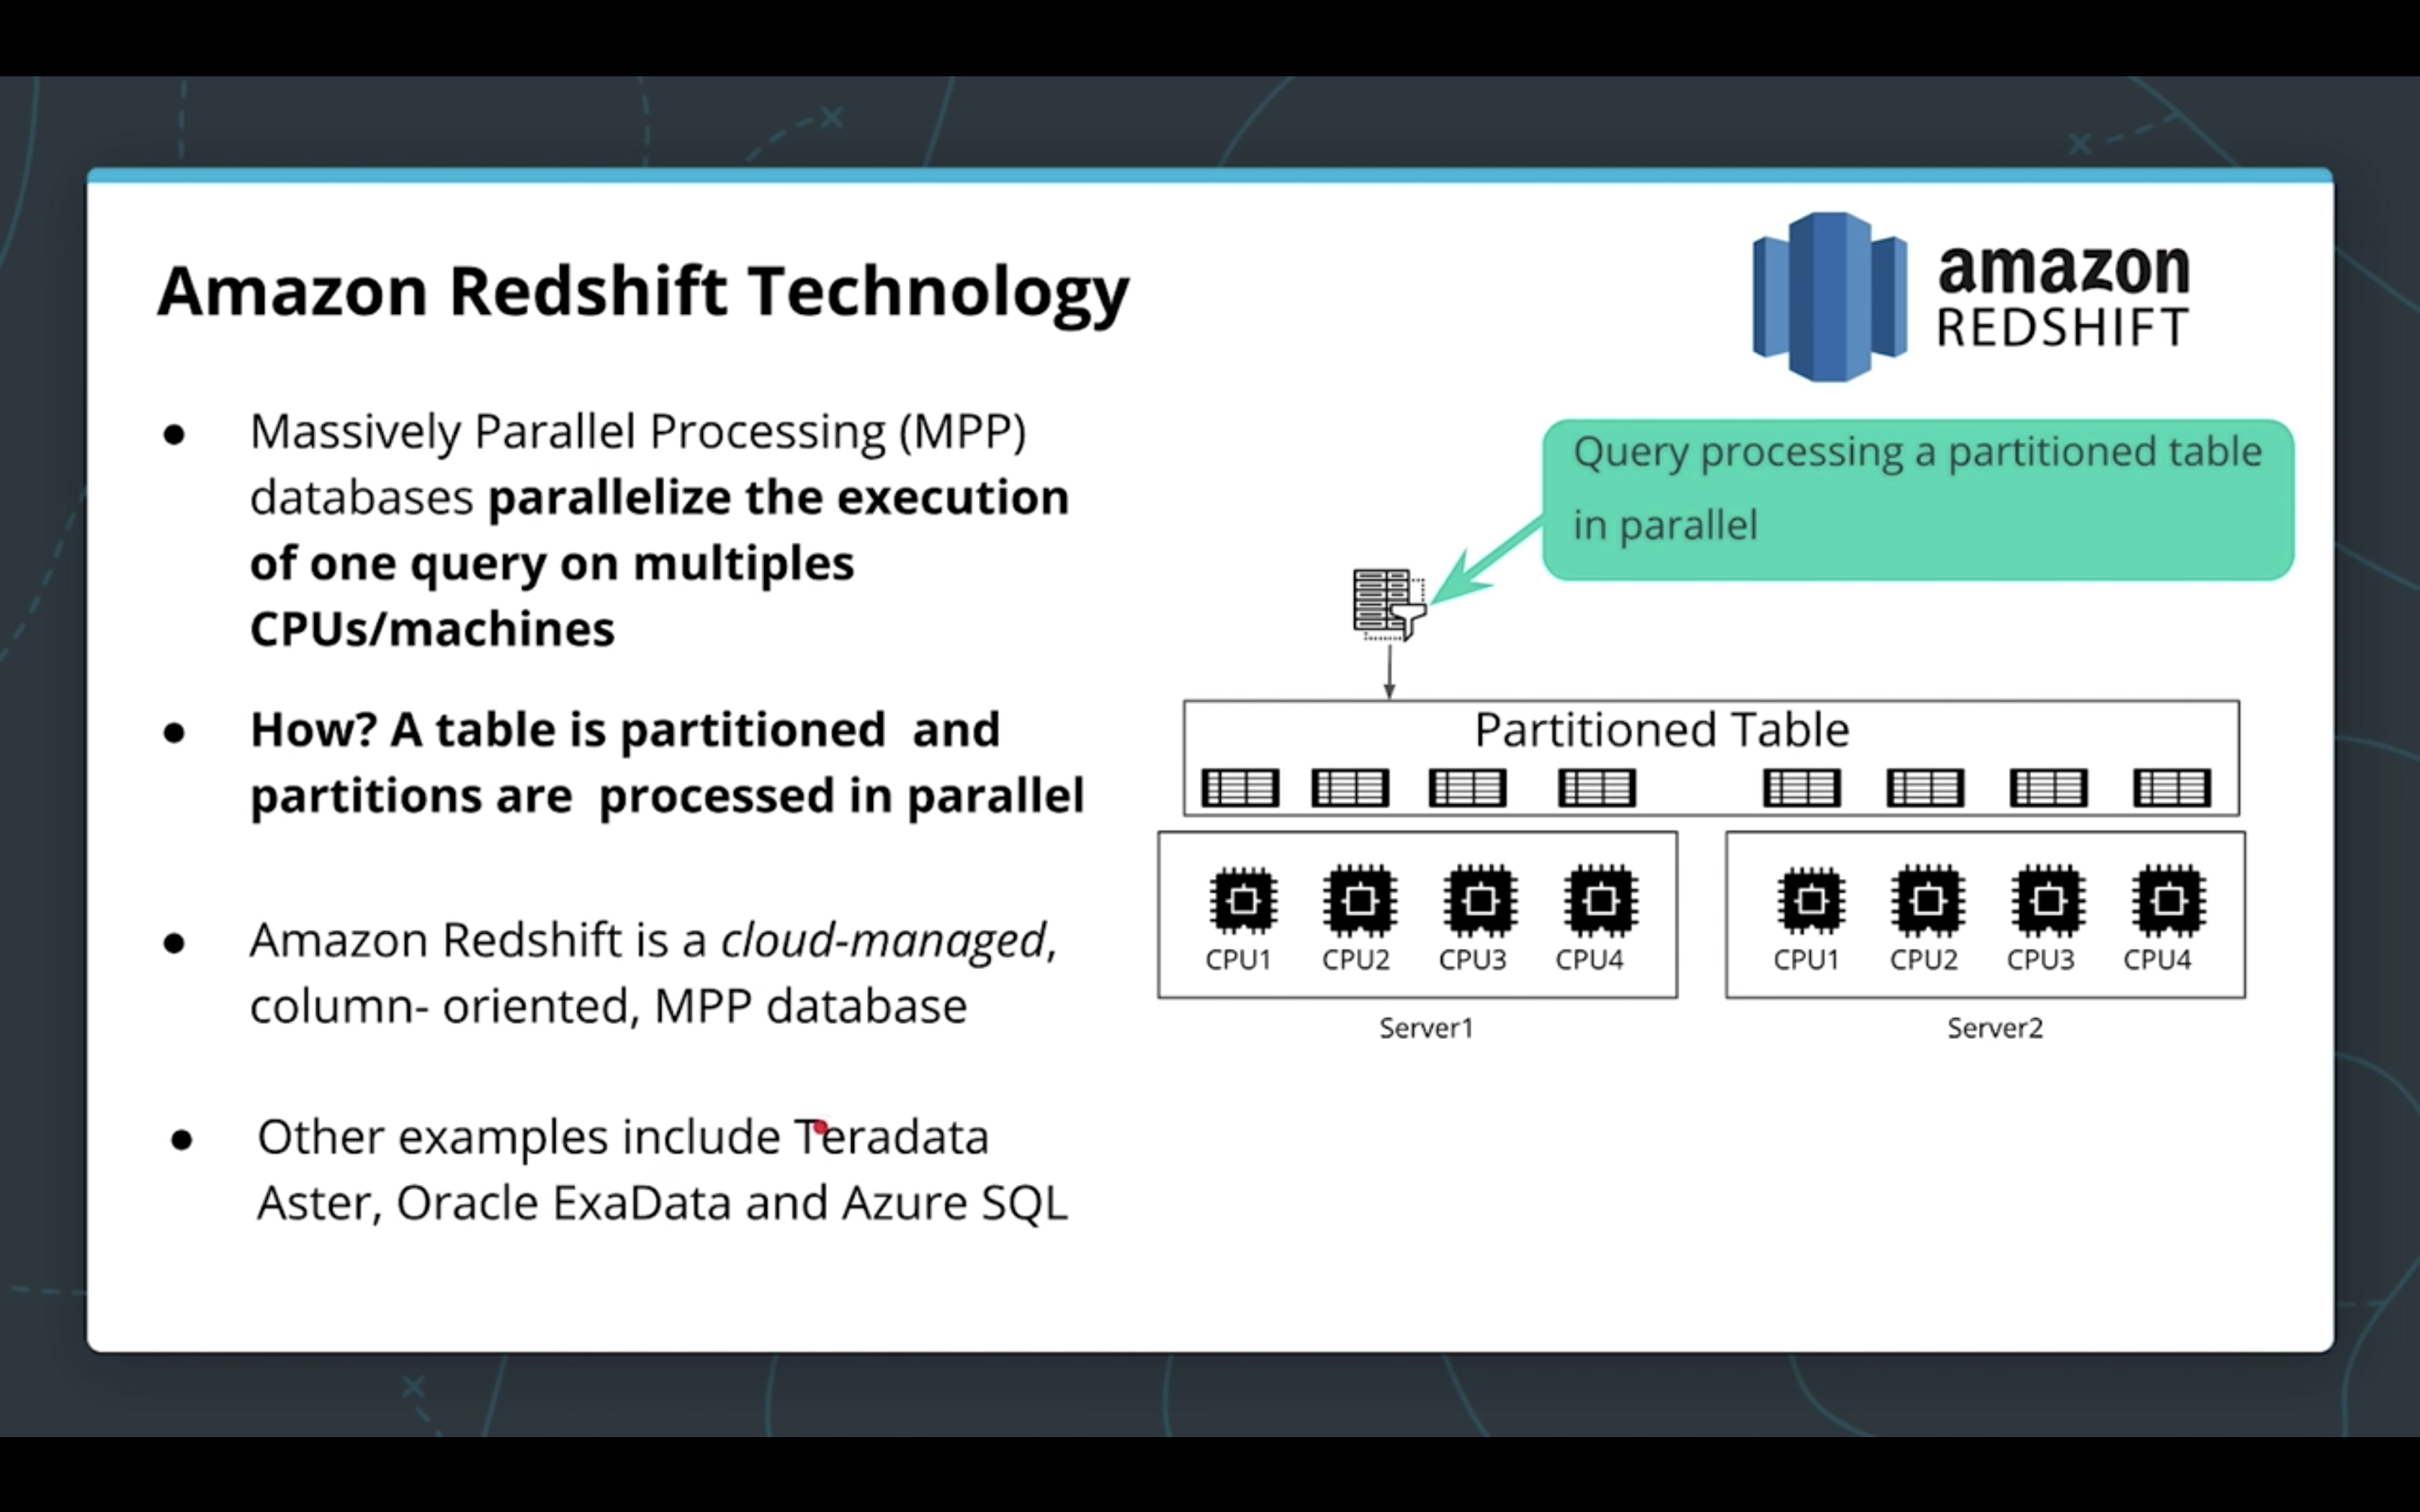 Amazon Redshift Technology
amazon
REDSHIFT
● Massively Parallel Processing (MPP)
databases parallelize the execution
of one query on multiples
CPUs/machines
● How? A table is partitioned  and
partitions are  processed in parallel
● Amazon Redshift is a cloud-managed,
column- oriented, MPP database
● Other examples include Teradata
Aster, Oracle ExaData and Azure SQL
Query processing a partitioned table
in parallel
Partitioned Table
CPU1 CPU2 CPU3 CPU4
Server1
CPU1 CPU2 CPU3 CPU4
Server2